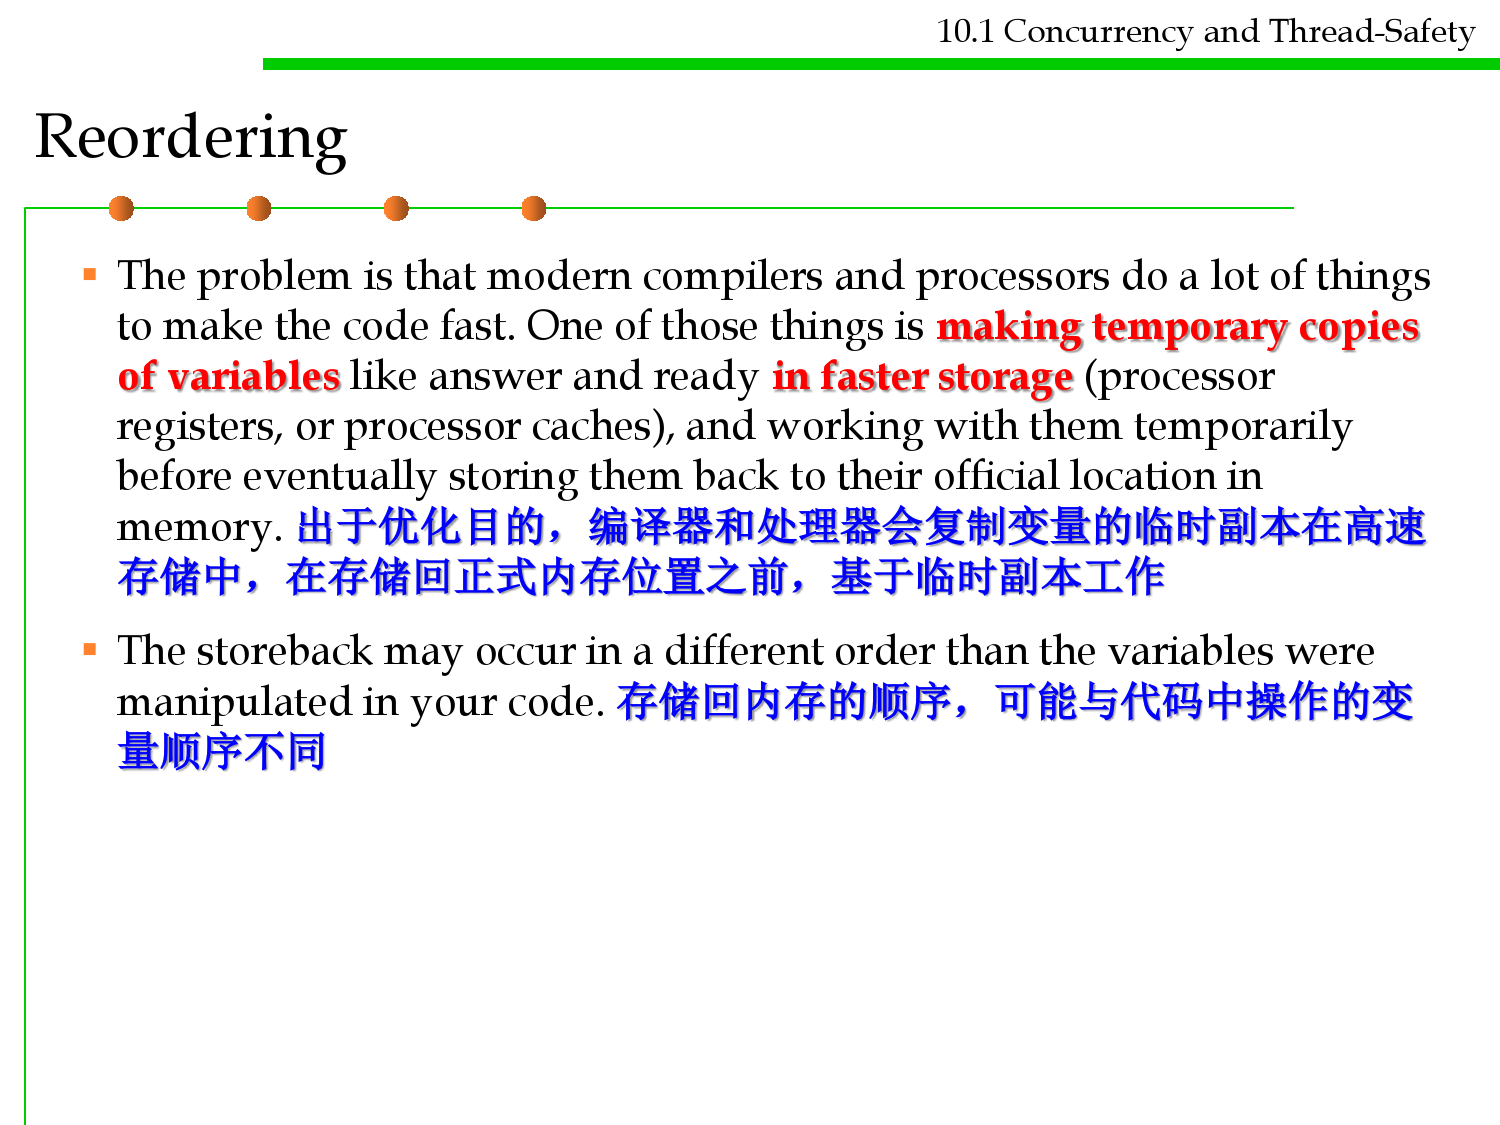 10.1 Concurrency and Thread-Safety
Reordering
The problem is that modern compilers and processors do a lot of things
to make the code fast. One of those things is making temporary copies
of variables like answer and ready in faster storage (processor
registers, or processor caches), and working with them temporarily
before eventually storing them back to their official location in
memory. 出于优化目的，编译器和处理器会复制变量的临时副本在高速
存储中，在存储回正式内存位置之前，基于临时副本工作
The storeback may occur in a different order than the variables were
manipulated in your code. 存储回内存的顺序，可能与代码中操作的变
量顺序不同